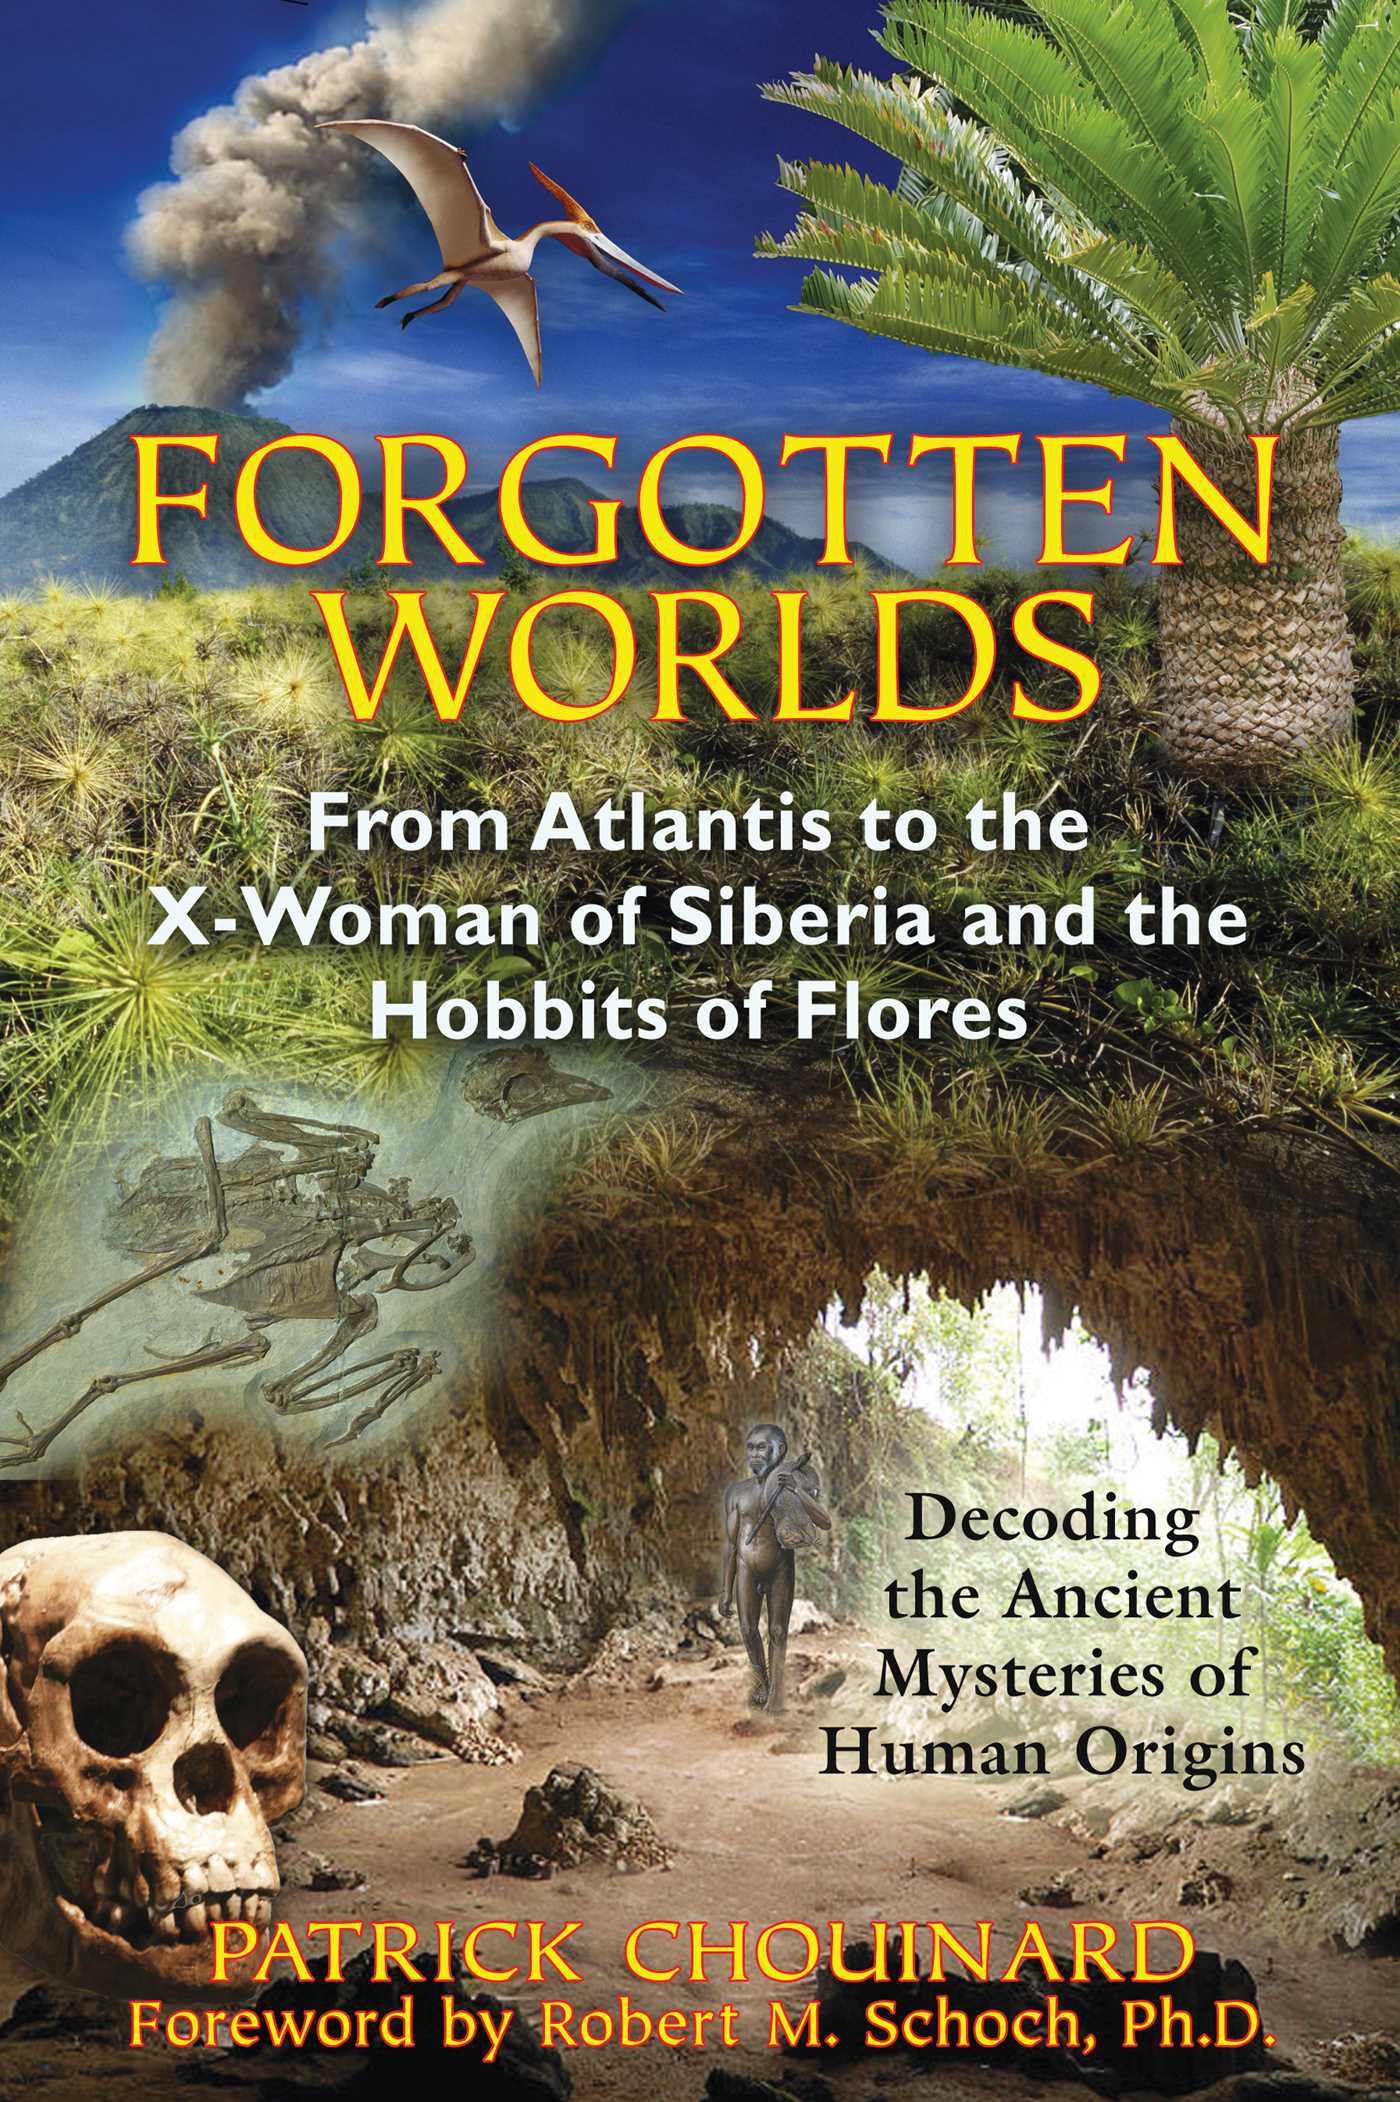 FORGOTTEN
WORLDS
From Atlantis to the
X-Woman of Siberia and the
Hobbits of Flores
Decoding
the Ancient
Mysteries of
Human Origins
PATRICK CHOUINARD
Foreword by Robert M. Schoch, Ph.D.